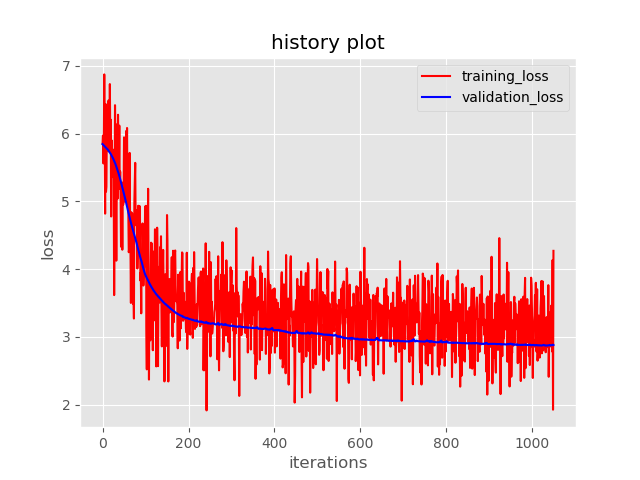 history plot
training_loss
validation_loss
7
6
5
4
3
2
loss
0 200 400 600 800 1000
iterations